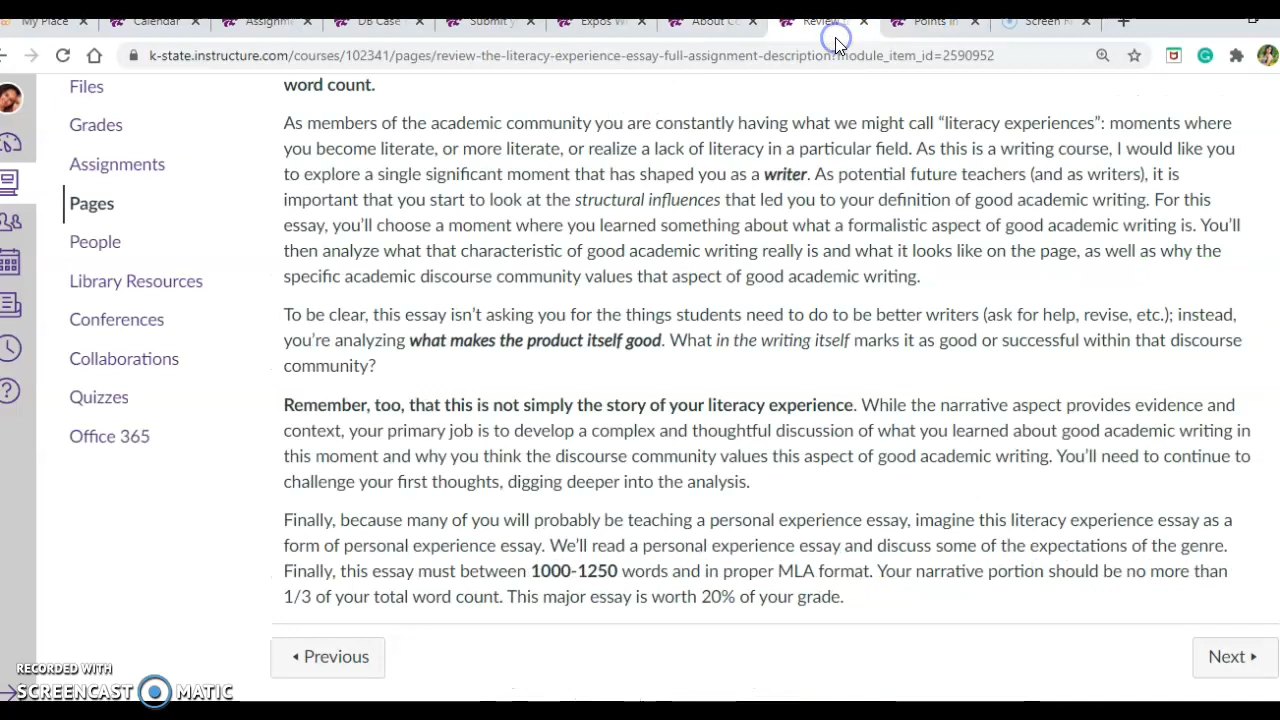 My Place
Calendar
Assignm
DB Case
Submit y
Expos W
About Co
Review
Points in
Screen R
k-state.instructure.com/courses/102341/pages/review-the-literacy-experience-essay-full-assignment-description?module_item_id=2590952
Files
Grades
Assignments
Pages
People
Library Resources
Conferences
Collaborations
Quizzes
Office 365
word count.
As members of the academic community you are constantly having what we might call “literacy experiences”: moments where
you become literate, or more literate, or realize a lack of literacy in a particular field. As this is a writing course, I would like you
to explore a single significant moment that has shaped you as a writer. As potential future teachers (and as writers), it is
important that you start to look at the structural influences that led you to your definition of good academic writing. For this
essay, you’ll choose a moment where you learned something about what a formalistic aspect of good academic writing is. You’ll
then analyze what that characteristic of good academic writing really is and what it looks like on the page, as well as why the
specific academic discourse community values that aspect of good academic writing.
To be clear, this essay isn’t asking you for the things students need to do to be better writers (ask for help, revise, etc.); instead,
you’re analyzing what makes the product itself good. What in the writing itself marks it as good or successful within that discourse
community?
Remember, too, that this is not simply the story of your literacy experience. While the narrative aspect provides evidence and
context, your primary job is to develop a complex and thoughtful discussion of what you learned about good academic writing in
this moment and why you think the discourse community values this aspect of good academic writing. You’ll need to continue to
challenge your first thoughts, digging deeper into the analysis.
Finally, because many of you will probably be teaching a personal experience essay, imagine this literacy experience essay as a
form of personal experience essay. We’ll read a personal experience essay and discuss some of the expectations of the genre.
Finally, this essay must between 1000-1250 words and in proper MLA format. Your narrative portion should be no more than
1/3 of your total word count. This major essay is worth 20% of your grade.
Previous
Next
RECORDED WITH
SCREENCAST MATIC